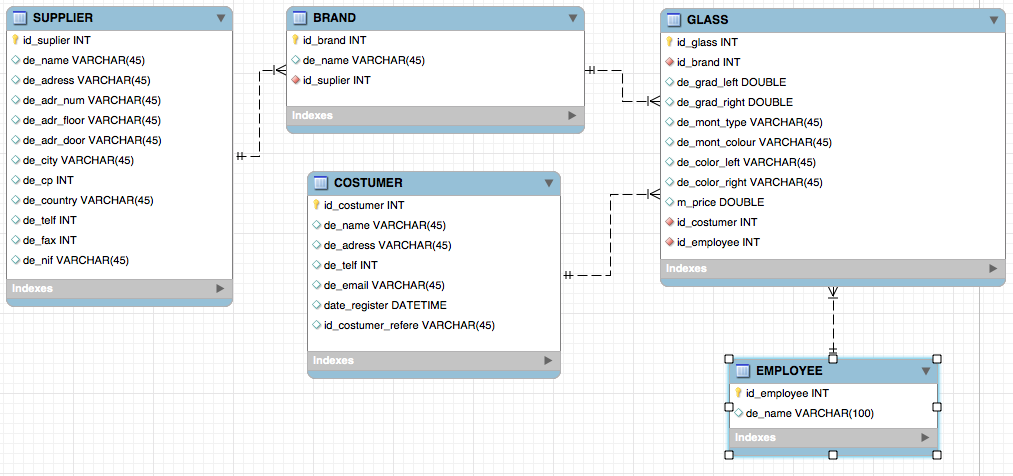 SUPPLIER
id_suplier INT
de_name VARCHAR(45)
de_adress VARCHAR(45)
de_adr_num VARCHAR(45)
de_adr_floor VARCHAR(45)
de_adr_door VARCHAR(45)
de_city VARCHAR(45)
de_cp INT
de_country VARCHAR(45)
de_telf INT
de_fax INT
de_nif VARCHAR(45)
Indexes
BRAND
id_brand INT
de_name VARCHAR(45)
id_suplier INT
Indexes
COSTUMER
id_costumer INT
de_name VARCHAR(45)
de_adress VARCHAR(45)
de_telf INT
de_email VARCHAR(45)
date_register DATETIME
id_costumer_refere VARCHAR(45)
Indexes
GLASS
id_glass INT
id_brand INT
de_grad_left DOUBLE
de_grad_right DOUBLE
de_mont_type VARCHAR(45)
de_mont_colour VARCHAR(45)
de_color_left VARCHAR(45)
de_color_right VARCHAR(45)
m_price DOUBLE
id_costumer INT
id_employee INT
Indexes
EMPLOYEE
id_employee INT
de_name VARCHAR(100)
Indexes